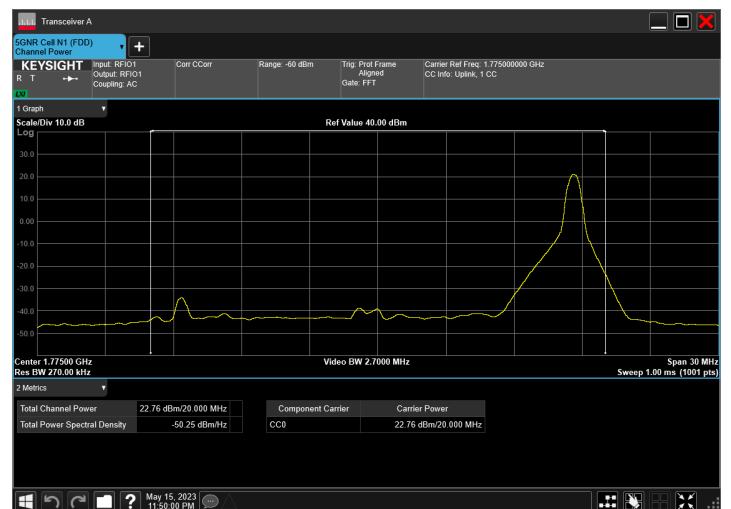 Transceiver A
5GNR Cell N1 (FDD)
Channel Power
KEYSIGHT
R T
LXI
Input: RFIO1
Output: RFIO1
Coupling: AC
Corr CCorr
Range: -60 dBm
Trig: Prot Frame
Aligned
Gate: FFT
Carrier Ref Freq: 1.775000000 GHz
CC Info: Uplink, 1 CC
1 Graph
Scale/Div 10.0 dB
Ref Value 40.00 dBm
Log
30.0
20.0
10.0
0.00
-10.0
-20.0
-30.0
-40.0
-50.0
Center 1.77500 GHz
Video BW 2.7000 MHz
Span 30 MHz
Res BW 270.00 kHz
Sweep 1.00 ms (1001 pts)
2 Metrics
Total Channel Power 22.76 dBm/20.000 MHz
Total Power Spectral Density -50.25 dBm/Hz
Component Carrier Carrier Power
CC0 22.76 dBm/20.000 MHz
?
May 15, 2023
11:50:00 PM